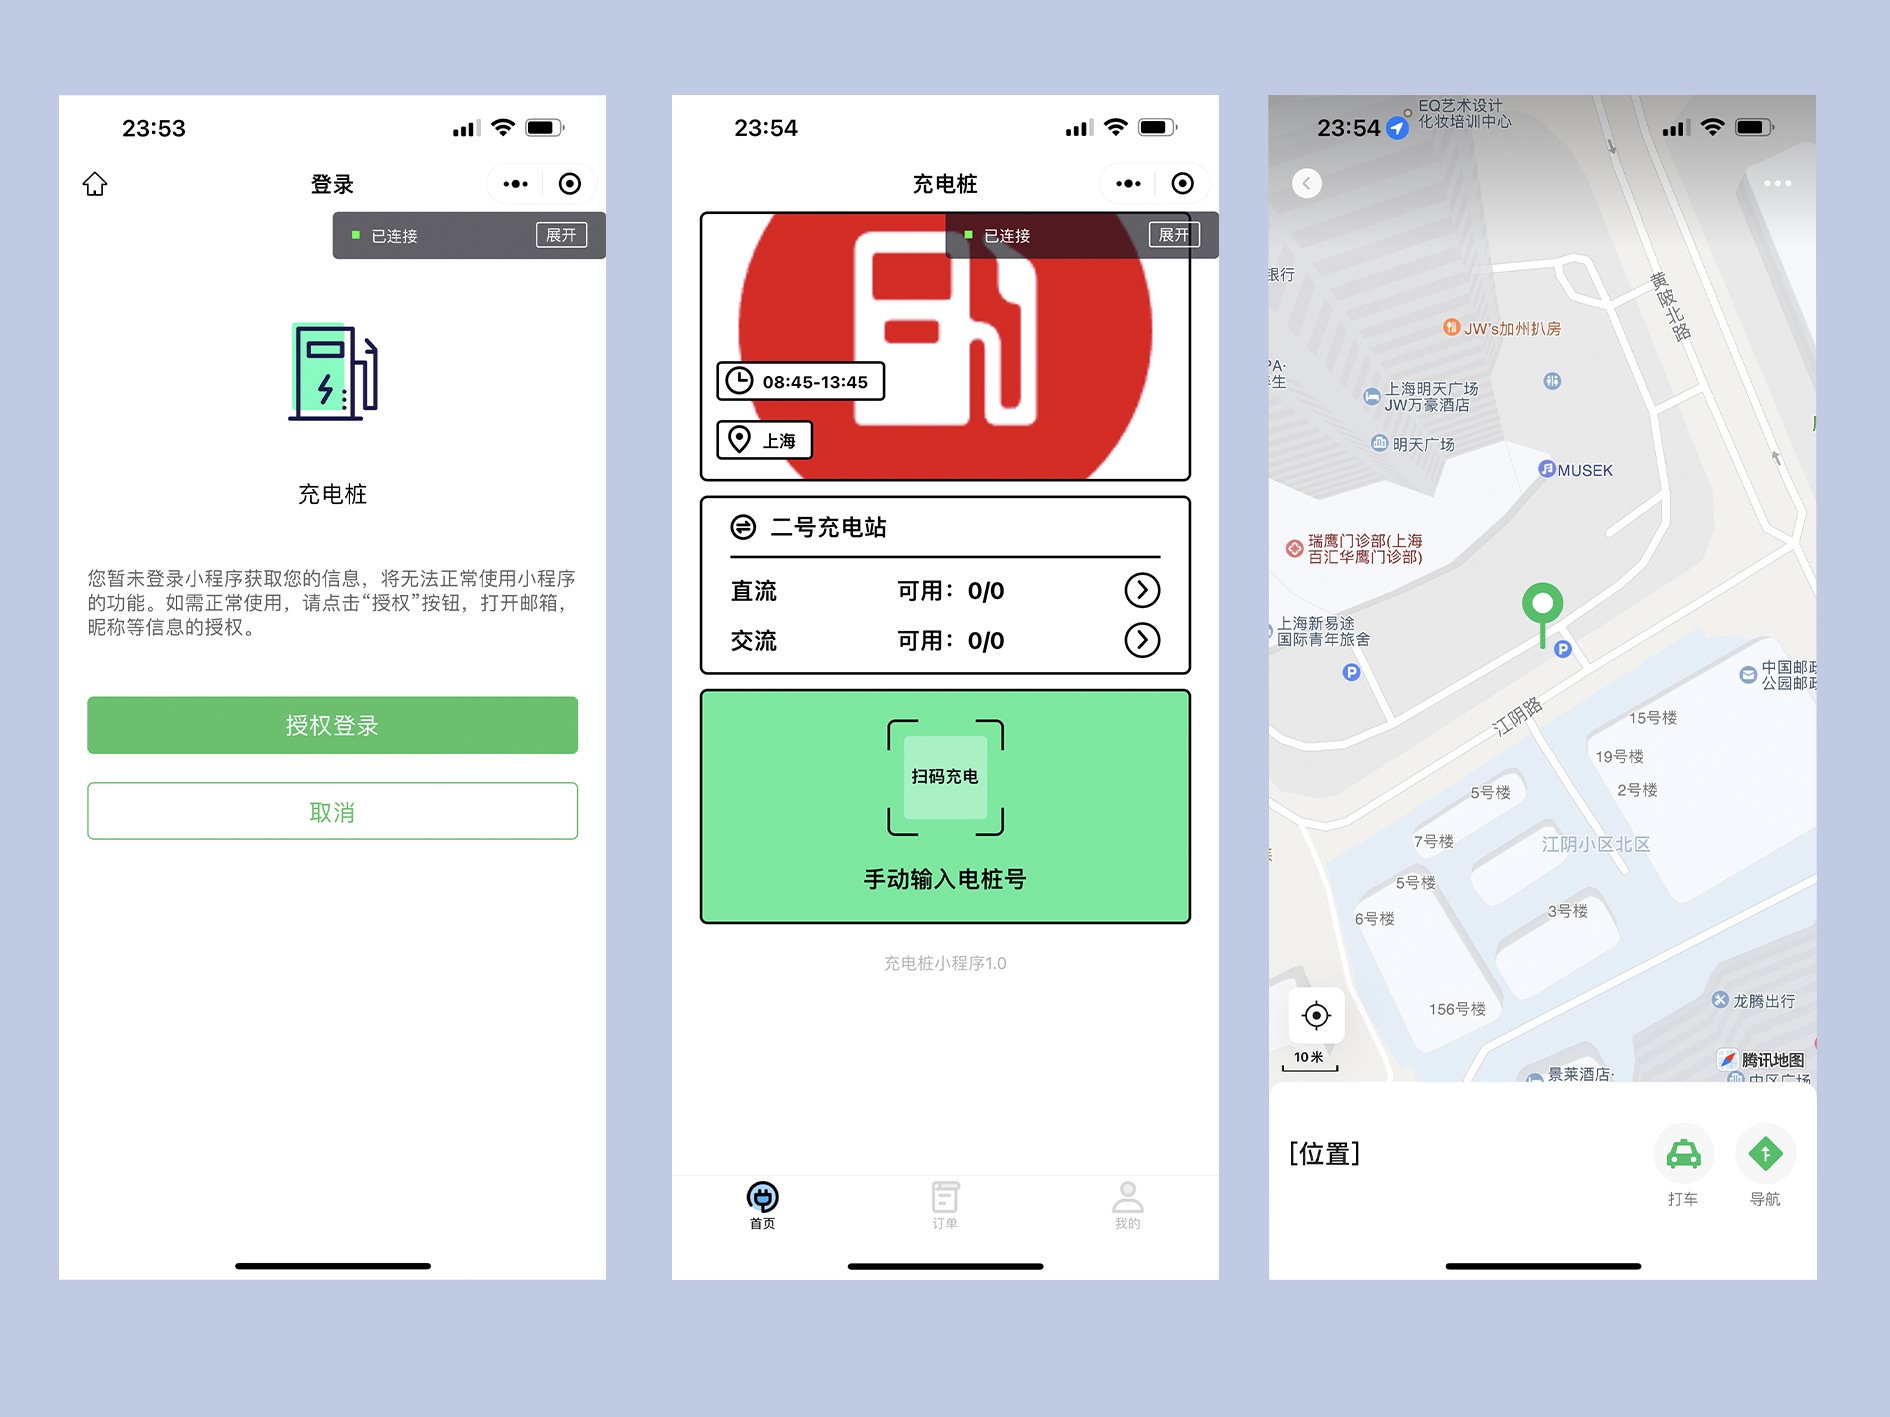 23:53
登录
已连接
展开
充电桩
您暂未登录小程序获取您的信息，将无法正常使用小程序
的功能。如需正常使用，请点击“授权”按钮，打开邮箱，
昵称等信息的授权。
授权登录
取消
23:54
充电桩
已连接
展开
08:45-13:45
上海
二号充电站
直流
可用：0/0
交流
可用：0/0
扫码充电
手动输入电桩号
充电桩小程序1.0
首页
订单
我的
23:54
EQ艺术设计
化妆培训中心
银行
黄陂北路
JW's加州扒房
上海明天广场
JW万豪酒店
明天广场
MUSEK
瑞鹰门诊部(上海
百汇华鹰门诊部)
上海新易途
国际青年旅舍
P
P
中国邮政
公园邮政
江阴路
15号楼
19号楼
2号楼
5号楼
7号楼
江阴小区北区
5号楼
3号楼
6号楼
156号楼
龙腾出行
10米
腾讯地图
景莱酒店·
中区广场
[位置]
打车
导航